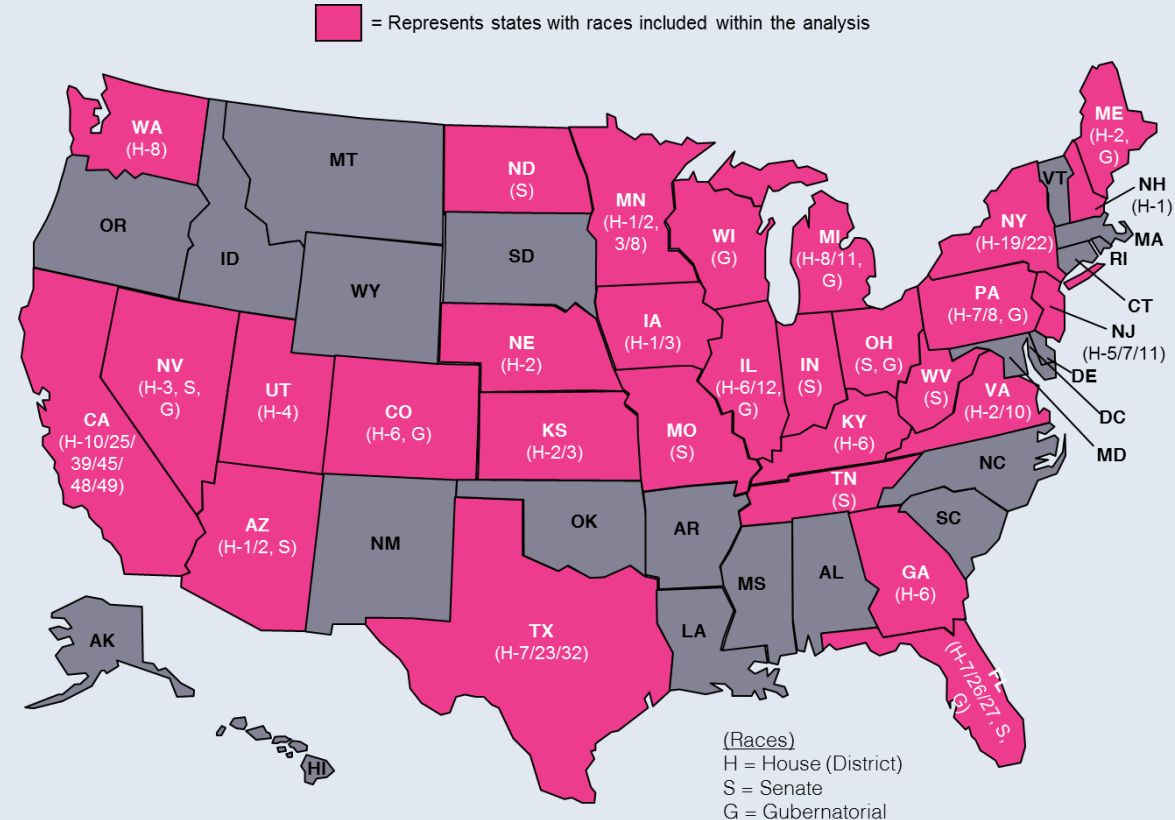 = Represents states with races included within the analysis
WA
(H-8)
MT
ND
(S)
MN
(H-1/2,
3/8)
ME
(H-2,
G)
VT
NH
(H-1)
OR
ID
SD
WI
(G)
MI
(H-8/11,
G)
NY
(H-19/22)
MA
RI
WY
CT
PA
(H-7/8, G)
NJ
(H-5/7/11)
NE
(H-2)
IA
(H-1/3)
NV
(H-3, S,
G)
UT
(H-4)
IL
(H-6/12,
G)
IN
(S)
OH
(S, G)
WV
(S)
VA
(H-2/10)
DE
DC
MD
CA
(H-10/25/
39/45/
48/49)
CO
(H-6, G)
KS
(H-2/3)
MO
(S)
KY
(H-6)
NC
TN
(S)
AZ
(H-1/2, S)
NM
OK
AR
SC
MS
AL
GA
(H-6)
TX
(H-7/23/32)
LA
FL
(H-7/26/27, S,
G)
AK
HI
(Races)
H = House (District)
S = Senate
G = Gubernatorial